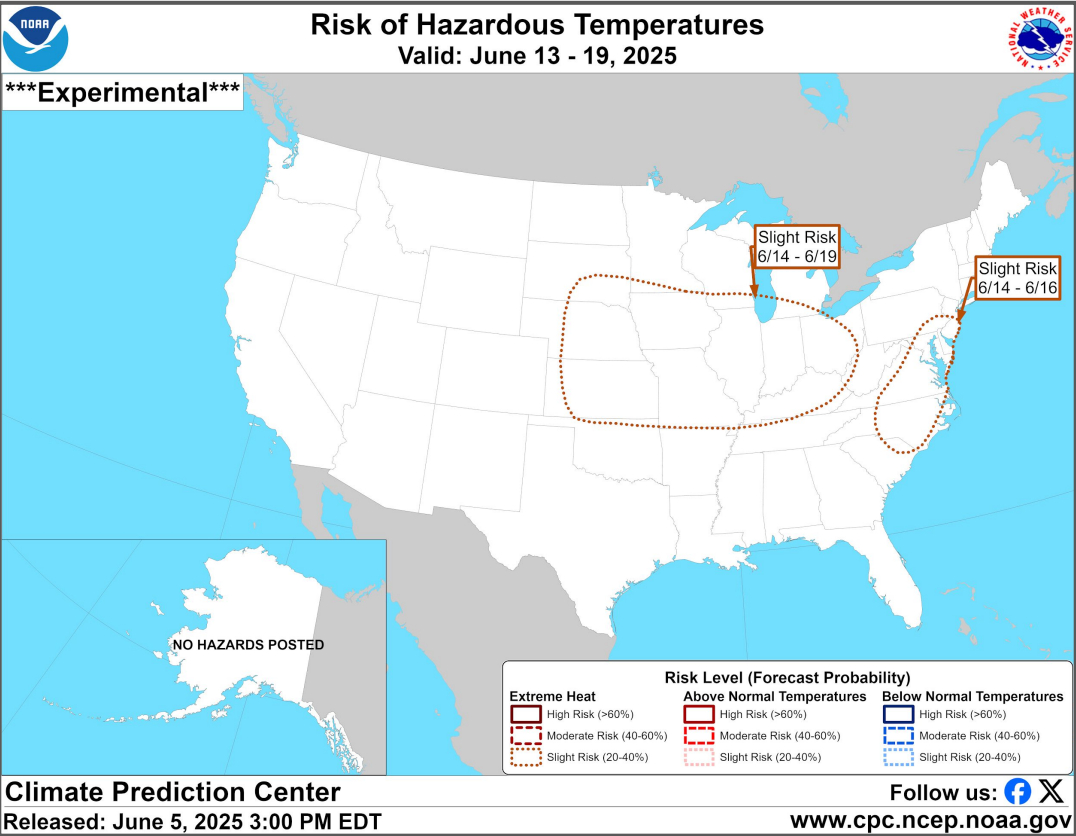 NOAA
Risk of Hazardous Temperatures
Valid: June 13 - 19, 2025
NATIONAL WEATHER SERVICE
***Experimental***
Slight Risk
6/14 - 6/19
Slight Risk
6/14 - 6/16
NO HAZARDS POSTED
Risk Level (Forecast Probability)
Extreme Heat
High Risk (>60%)
Moderate Risk (40-60%)
Slight Risk (20-40%)
Above Normal Temperatures
High Risk (>60%)
Moderate Risk (40-60%)
Slight Risk (20-40%)
Below Normal Temperatures
High Risk (>60%)
Moderate Risk (40-60%)
Slight Risk (20-40%)
Climate Prediction Center
Follow us:
Released: June 5, 2025 3:00 PM EDT
www.cpc.ncep.noaa.gov